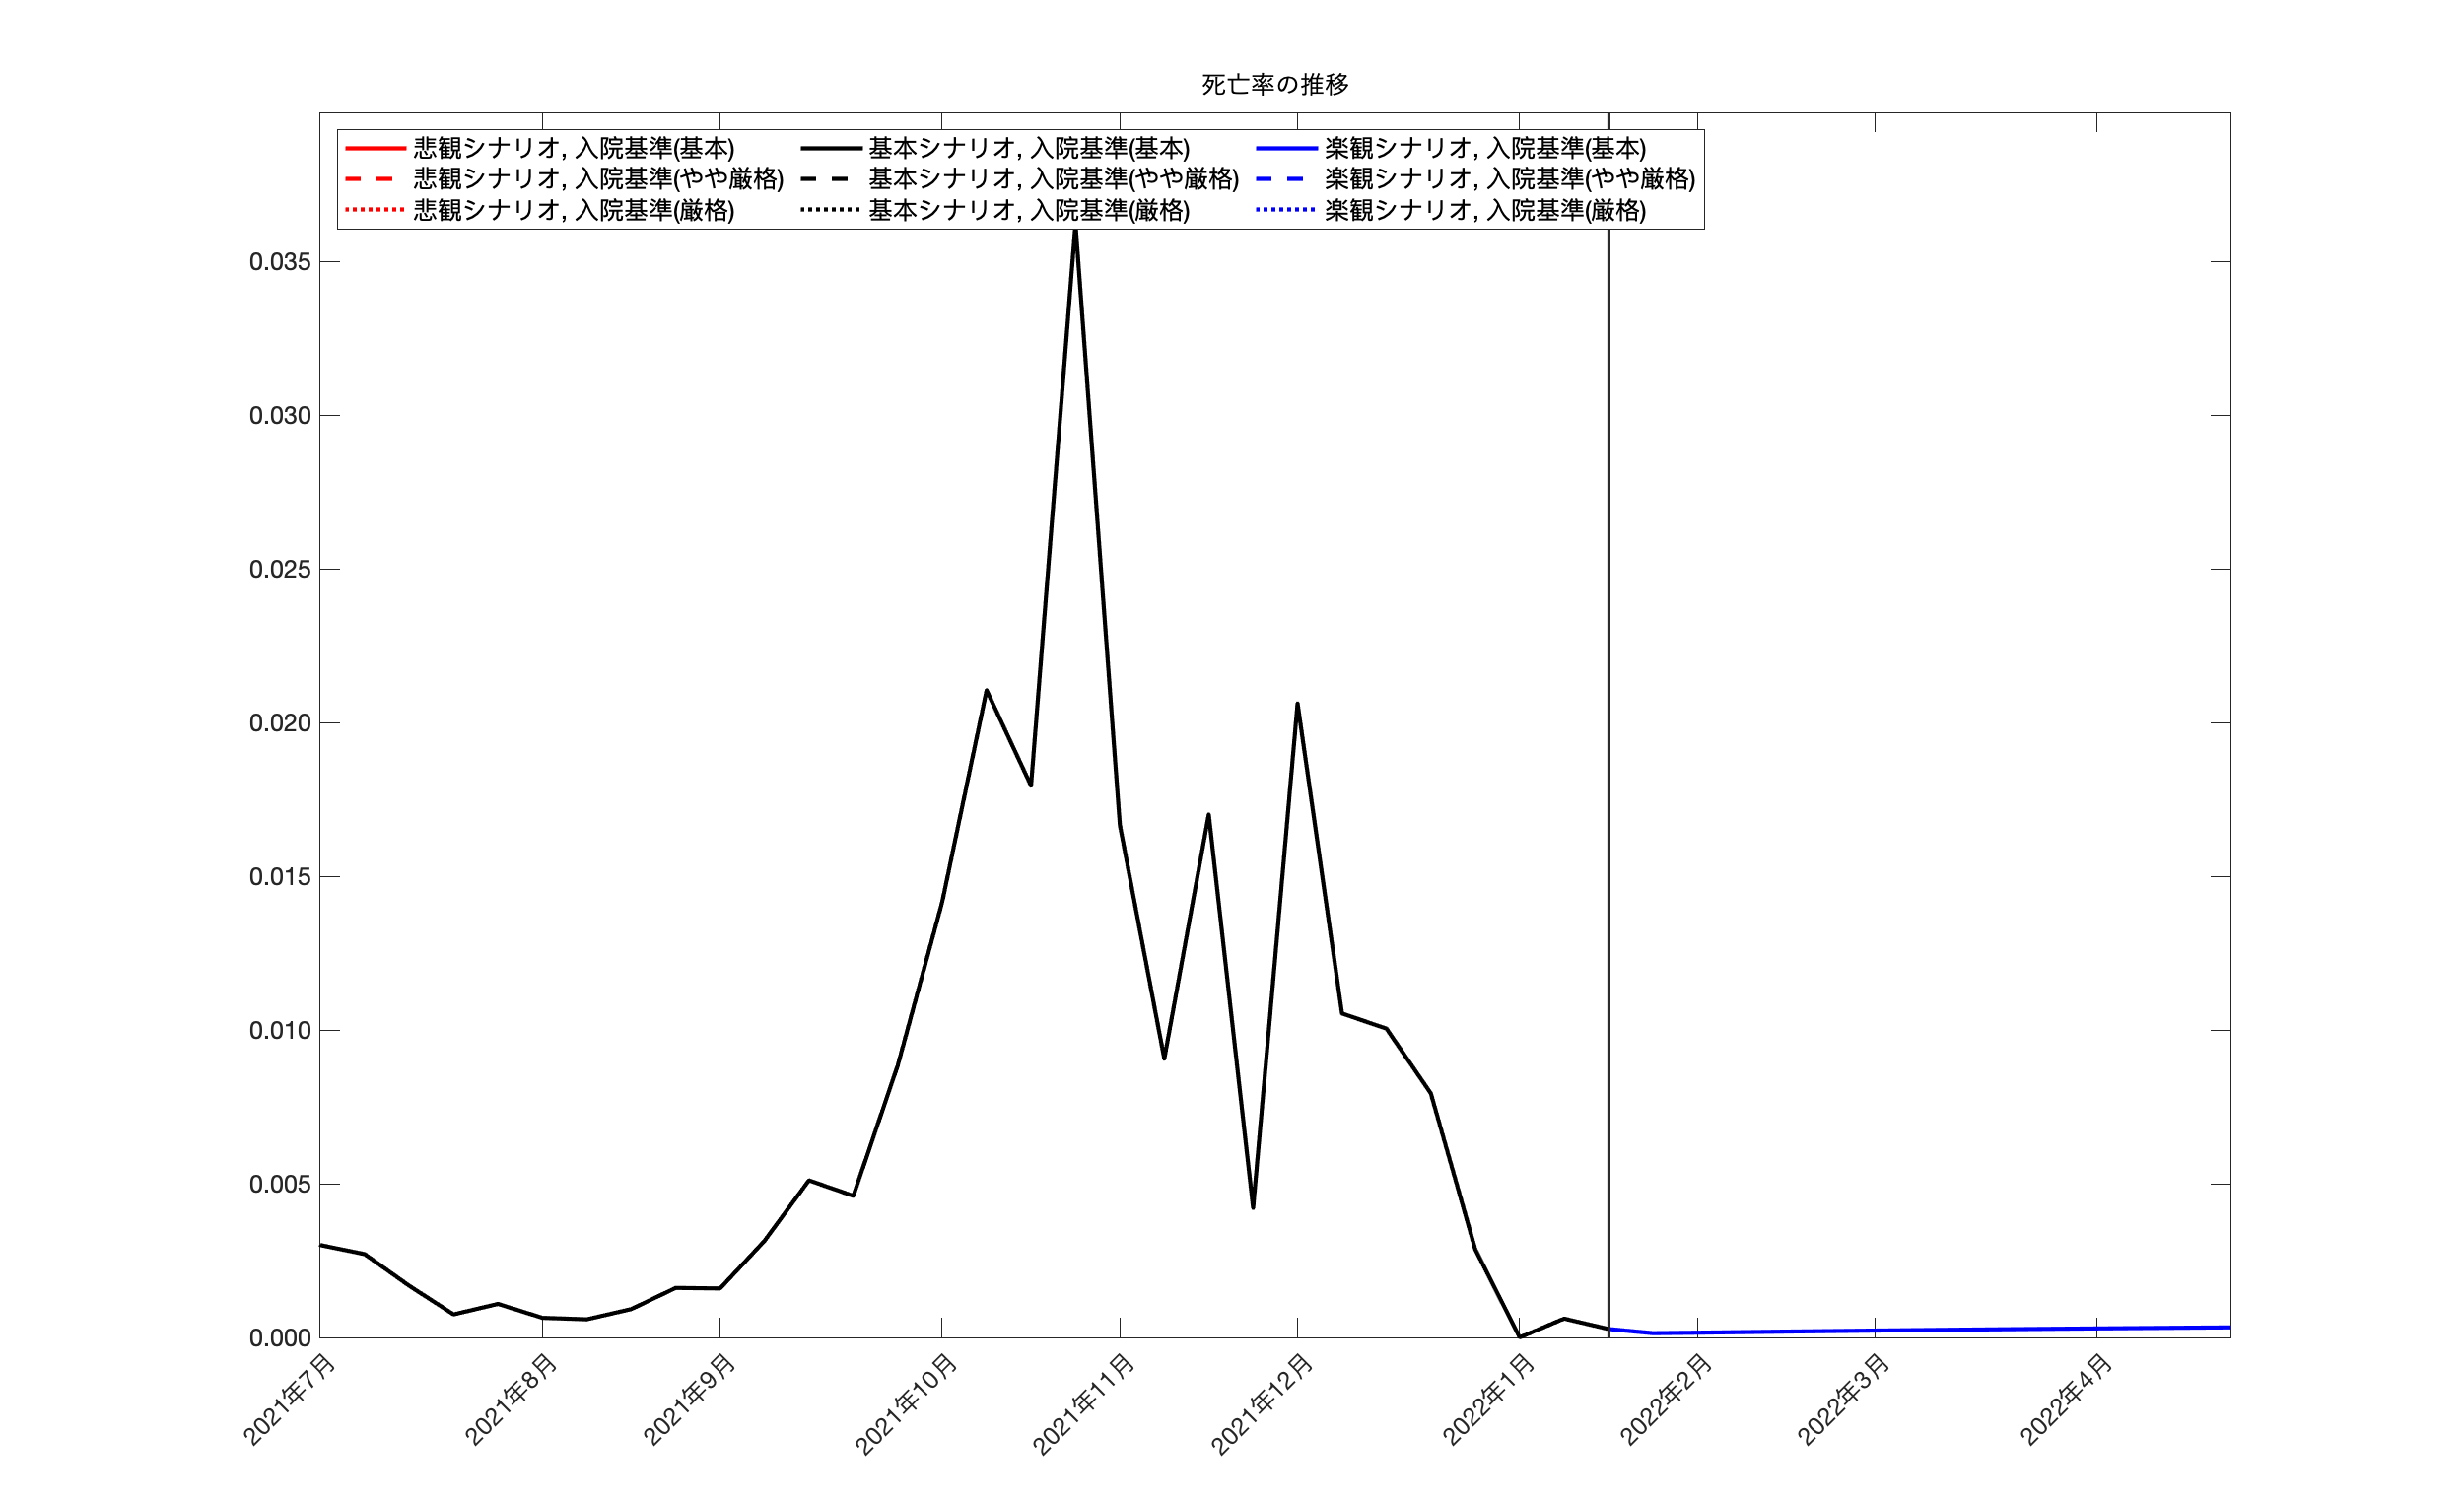 死亡率の推移
悲観シナリオ, 入院基準(基本)
悲観シナリオ, 入院基準(やや厳格)
悲観シナリオ, 入院基準(厳格)
基本シナリオ, 入院基準(基本)
基本シナリオ, 入院基準(やや厳格)
基本シナリオ, 入院基準(厳格)
楽観シナリオ, 入院基準(基本)
楽観シナリオ, 入院基準(やや厳格)
楽観シナリオ, 入院基準(厳格)
0.035
0.030
0.025
0.020
0.015
0.010
0.005
0.000
2021年7月
2021年8月
2021年9月
2021年10月
2021年11月
2021年12月
2022年1月
2022年2月
2022年3月
2022年4月